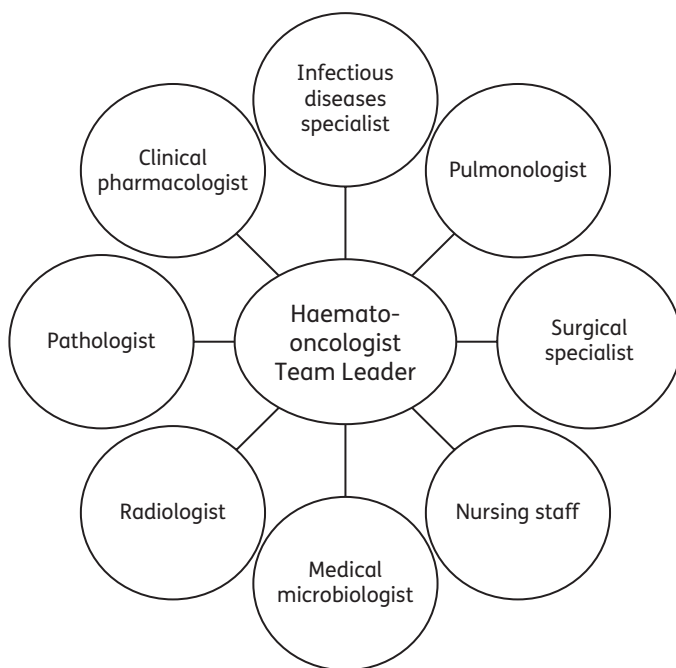 Infectious
diseases
specialist
Clinical
pharmacologist
Pulmonologist
Haemato-
oncologist
Team Leader
Pathologist
Surgical
specialist
Radiologist
Nursing staff
Medical
microbiologist